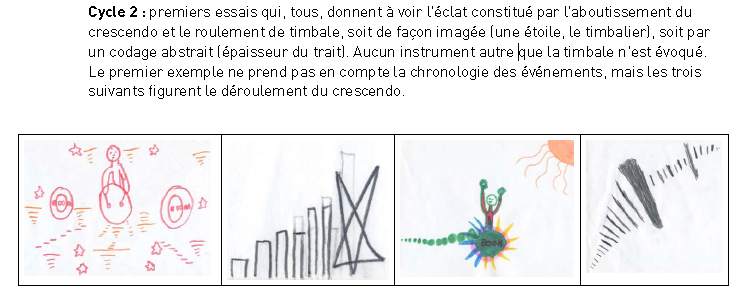 Cycle 2 : premiers essais qui, tous, donnent à voir l'éclat constitué par l'aboutissement du
crescendo et le roulement de timbale, soit de façon imagée (une étoile, le timbalier), soit par
un codage abstrait (épaisseur du trait). Aucun instrument autre que la timbale n'est évoqué.
Le premier exemple ne prend pas en compte la chronologie des événements, mais les trois
suivants figurent le déroulement du crescendo.
BOOM